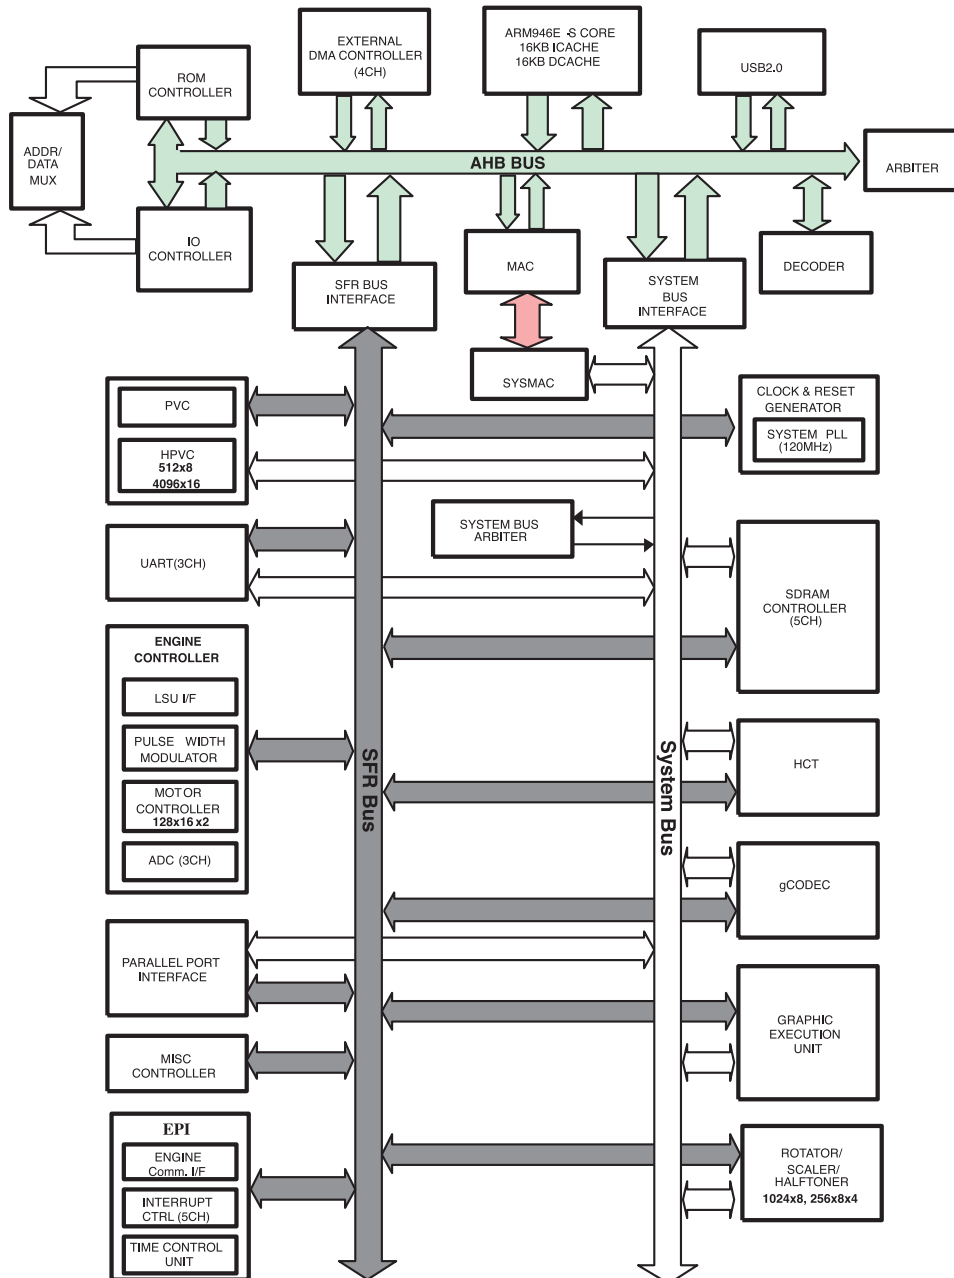 EXTERNAL
DMA CONTROLLER
(4CH)
ARM946E -S CORE
16KB ICACHE
16KB DCACHE
USB2.0
ROM
CONTROLLER
ADDR/
DATA
MUX
AHB BUS
ARBITER
IO
CONTROLLER
SFR BUS
INTERFACE
MAC
SYSTEM
BUS
INTERFACE
DECODER
SYSMAC
PVC
HPVC
512x8
4096x16
CLOCK & RESET
GENERATOR
SYSTEM PLL
(120MHz)
SYSTEM BUS
ARBITER
UART(3CH)
SDRAM
CONTROLLER
(5CH)
ENGINE
CONTROLLER
LSU I/F
PULSE WIDTH
MODULATOR
MOTOR
CONTROLLER
128x16 x2
ADC (3CH)
SFR Bus
System Bus
HCT
gCODEC
PARALLEL PORT
INTERFACE
GRAPHIC
EXECUTION
UNIT
MISC
CONTROLLER
EPI
ENGINE
Comm. I/F
INTERRUPT
CTRL (5CH)
TIME CONTROL
UNIT
ROTATOR/
SCALER/
HALFTONER
1024x8, 256x8x4